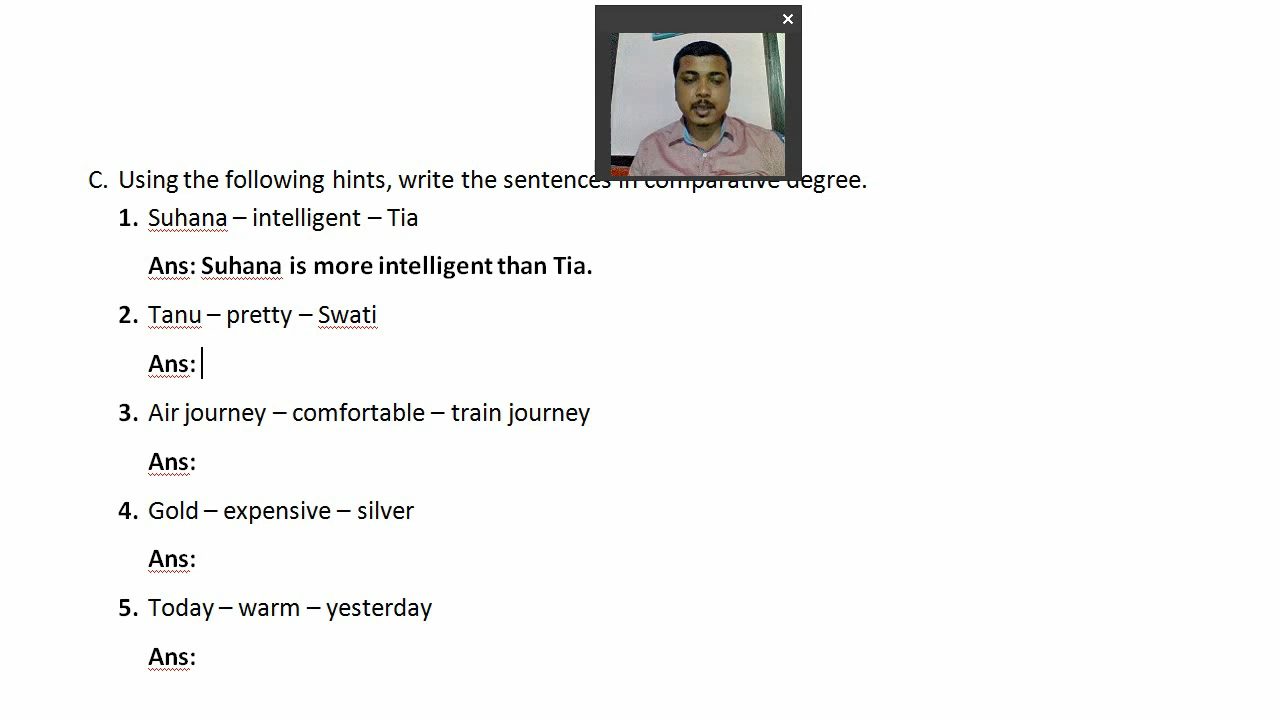 C. Using the following hints, write the sentences in comparative degree.
1. Suhana – intelligent – Tia
Ans: Suhana is more intelligent than Tia.
2. Tanu – pretty – Swati
Ans:
3. Air journey – comfortable – train journey
Ans:
4. Gold – expensive – silver
Ans:
5. Today – warm – yesterday
Ans: